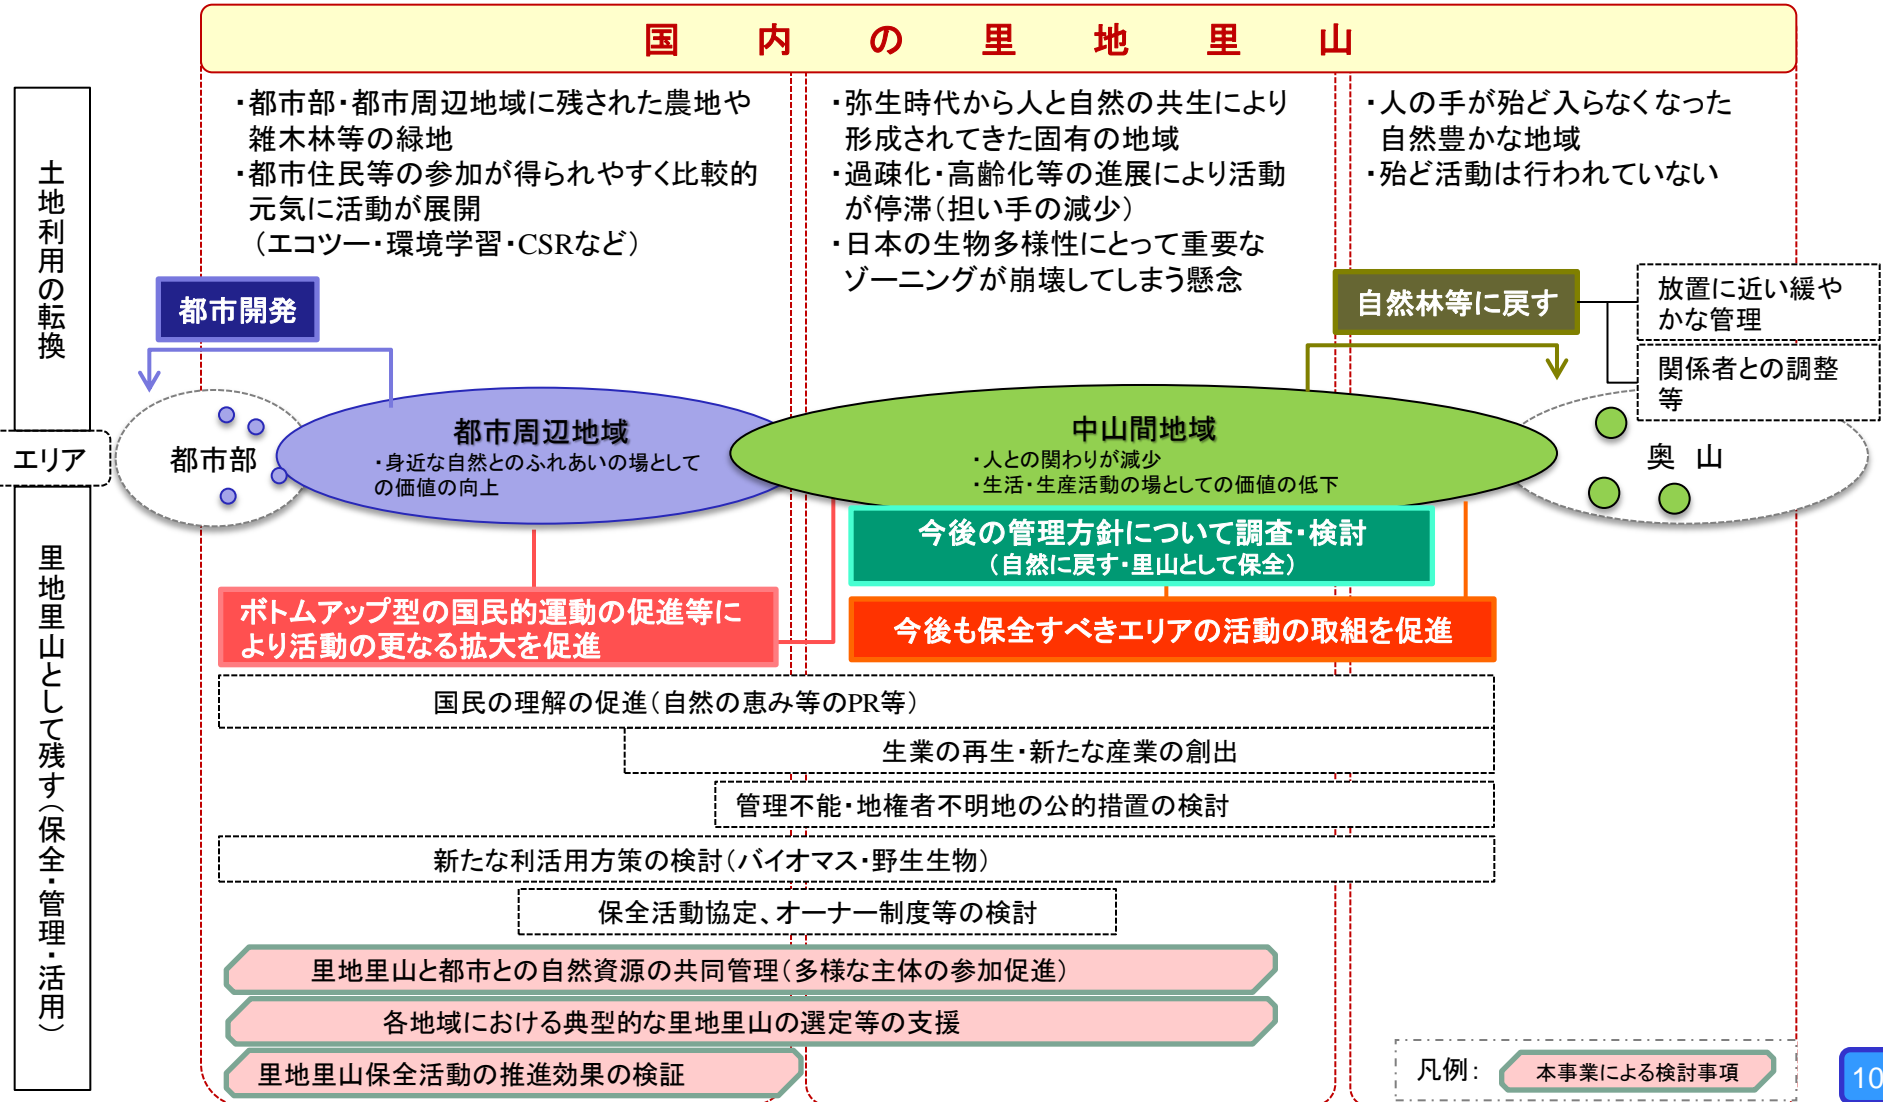 国内の里地里山
・都市部・都市周辺地域に残された農地や
雑木林等の緑地
・都市住民等の参加が得られやすく比較的
元気に活動が展開
（エコツー・環境学習・CSRなど）
・弥生時代から人と自然の共生により
形成されてきた固有の地域
・過疎化・高齢化等の進展により活動
が停滞（担い手の減少）
・日本の生物多様性にとって重要な
ゾーニングが崩壊してしまう懸念
・人の手が殆ど入らなくなった
自然豊かな地域
・殆ど活動は行われていない
土地利用の転換
都市開発
自然林等に戻す
放置に近い緩や
かな管理
関係者との調整
等
エリア
都市部
都市周辺地域
・身近な自然とのふれあいの場として
の価値の向上
中山間地域
・人との関わりが減少
・生活・生産活動の場としての価値の低下
奥 山
里地里山として残す（保全・管理・活用）
今後の管理方針について調査・検討
（自然に戻す・里山として保全）
ボトムアップ型の国民的運動の促進等に
より活動の更なる拡大を促進
今後も保全すべきエリアの活動の取組を促進
国民の理解の促進（自然の恵み等のPR等）
生業の再生・新たな産業の創出
管理不能・地権者不明地の公的措置の検討
新たな利活用方策の検討（バイオマス・野生生物）
保全活動協定、オーナー制度等の検討
里地里山と都市との自然資源の共同管理（多様な主体の参加促進）
各地域における典型的な里地里山の選定等の支援
里地里山保全活動の推進効果の検証
凡例：
本事業による検討事項
10